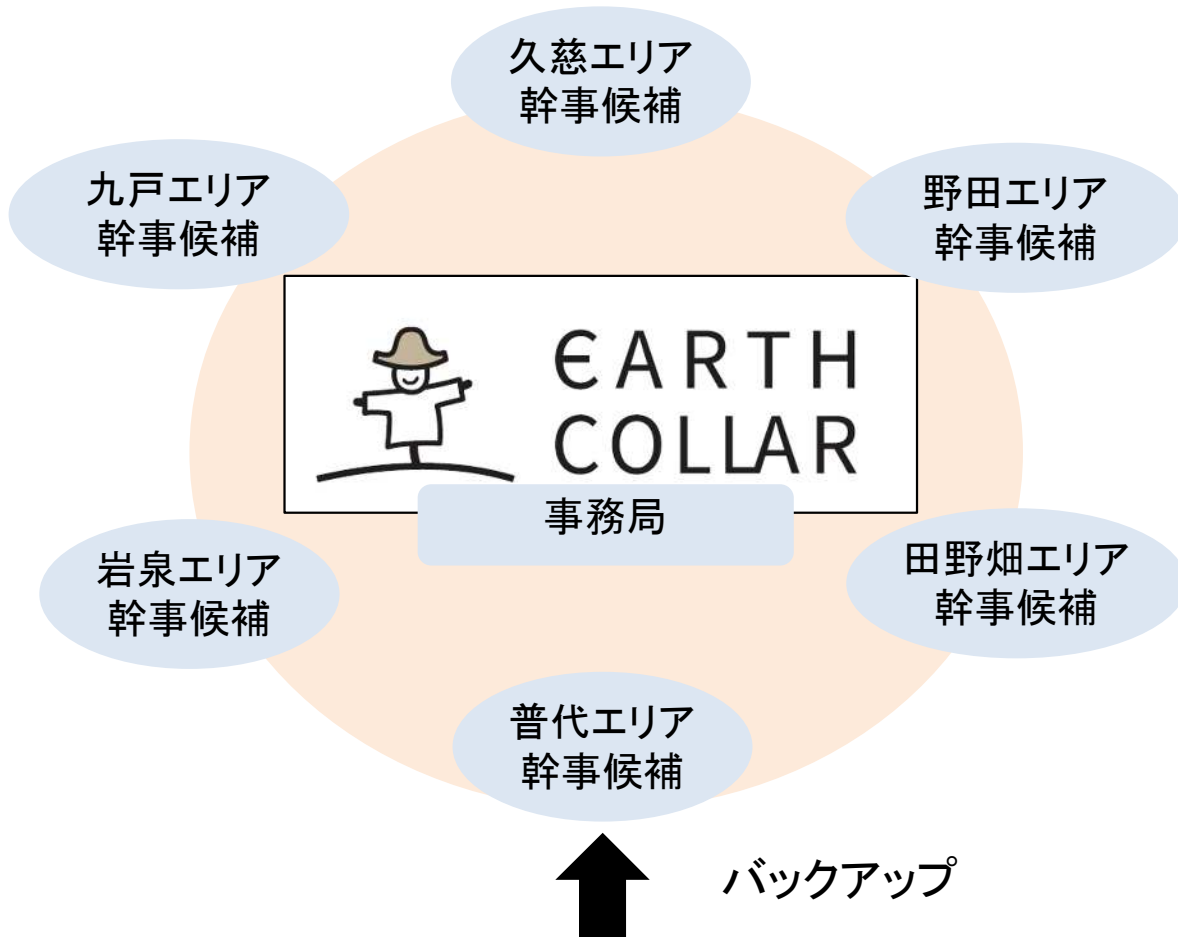 久慈エリア
幹事候補
九戸エリア
幹事候補
野田エリア
幹事候補
EARTH
COLLAR
事務局
岩泉エリア
幹事候補
田野畑エリア
幹事候補
普代エリア
幹事候補
バックアップ